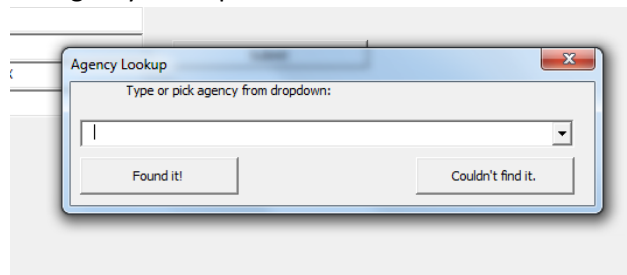 Agency Lookup
Type or pick agency from dropdown:
Found it!
Couldn't find it.